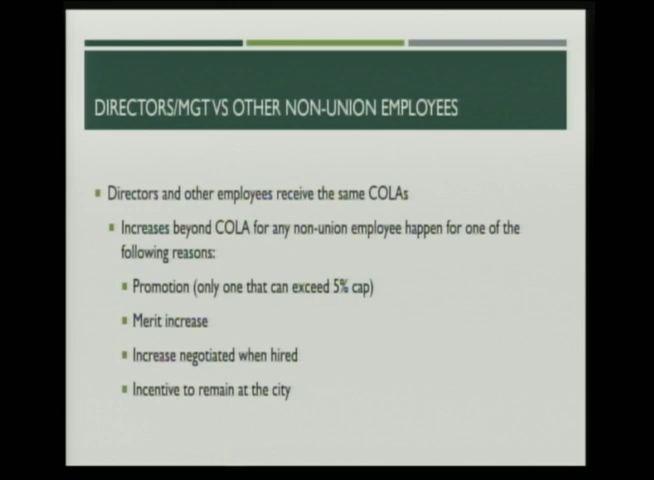 DIRECTORS/MGT VS OTHER NON-UNION EMPLOYEES
Directors and other employees receive the same COLAs
Increases beyond COLA for any non-union employee happen for one of the
following reasons:
Promotion (only one that can exceed 5% cap)
Merit increase
Increase negotiated when hired
Incentive to remain at the city